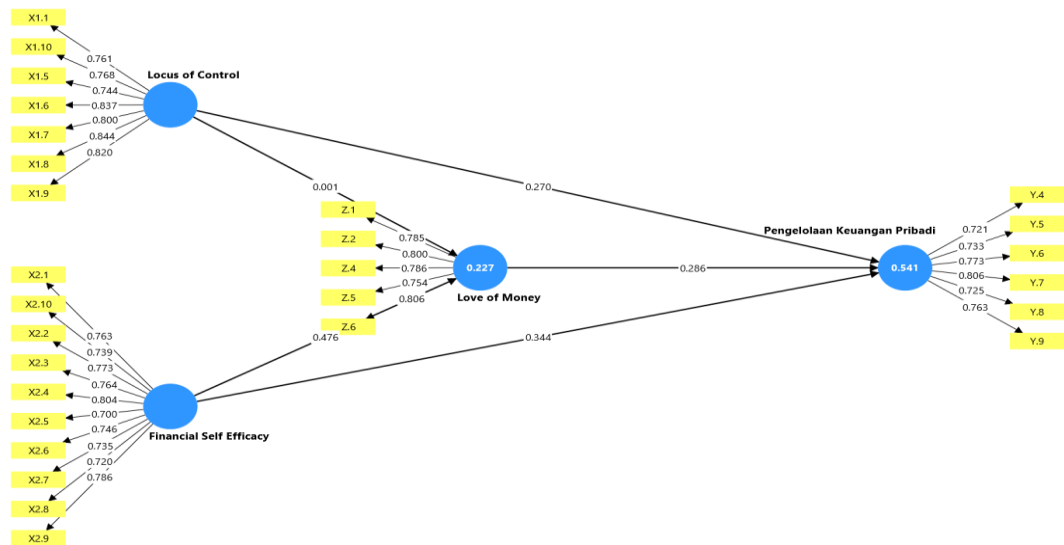 X1.1
X1.10
X1.5
X1.6
X1.7
X1.8
X1.9
0.761
0.768
0.744
0.837
0.800
0.844
0.820
Locus of Control
0.001
0.270
Z.1
Z.2
Z.4
Z.5
Z.6
0.785
0.800
0.786
0.754
0.806
0.227
Love of Money
0.286
Pengelolaan Keuangan Pribadi
0.541
0.721
0.733
0.773
0.806
0.725
0.763
Y.4
Y.5
Y.6
Y.7
Y.8
Y.9
X2.1
X2.10
X2.2
X2.3
X2.4
X2.5
X2.6
X2.7
X2.8
X2.9
0.763
0.739
0.773
0.764
0.804
0.700
0.746
0.735
0.720
0.786
0.476
0.344
Financial Self Efficacy